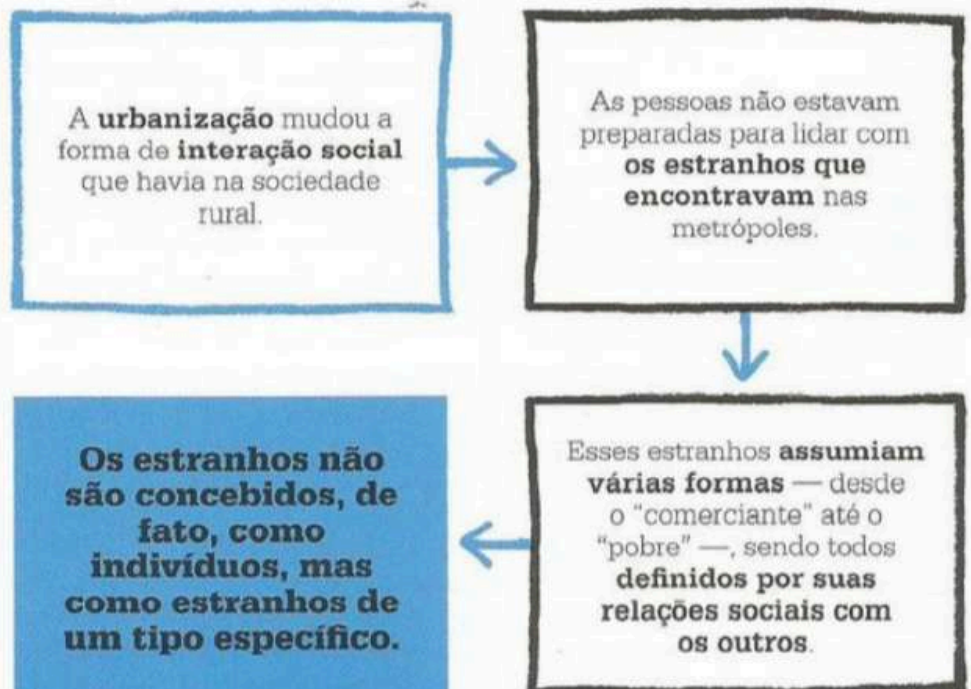 A urbanização mudou a
forma de interação social
que havia na sociedade
rural.
As pessoas não estavam
preparadas para lidar com
os estranhos que
encontravam nas
metrópoles.
Esses estranhos assumiam
várias formas — desde
o "comerciante" até o
"pobre" —, sendo todos
definidos por suas
relações sociais com
os outros.
Os estranhos não
são concebidos, de
fato, como
indivíduos, mas
como estranhos de
um tipo específico.